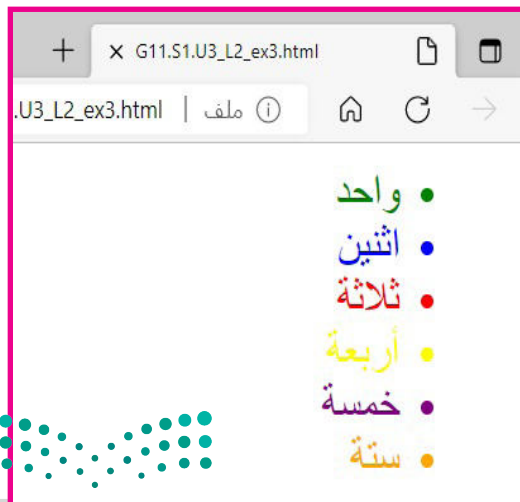 G11.S1.U3_L2_ex3.html
ملف | .U3_L2_ex3.html
• واحد
• اثنين
• ثلاثة
• أربعة
• خمسة
• ستة